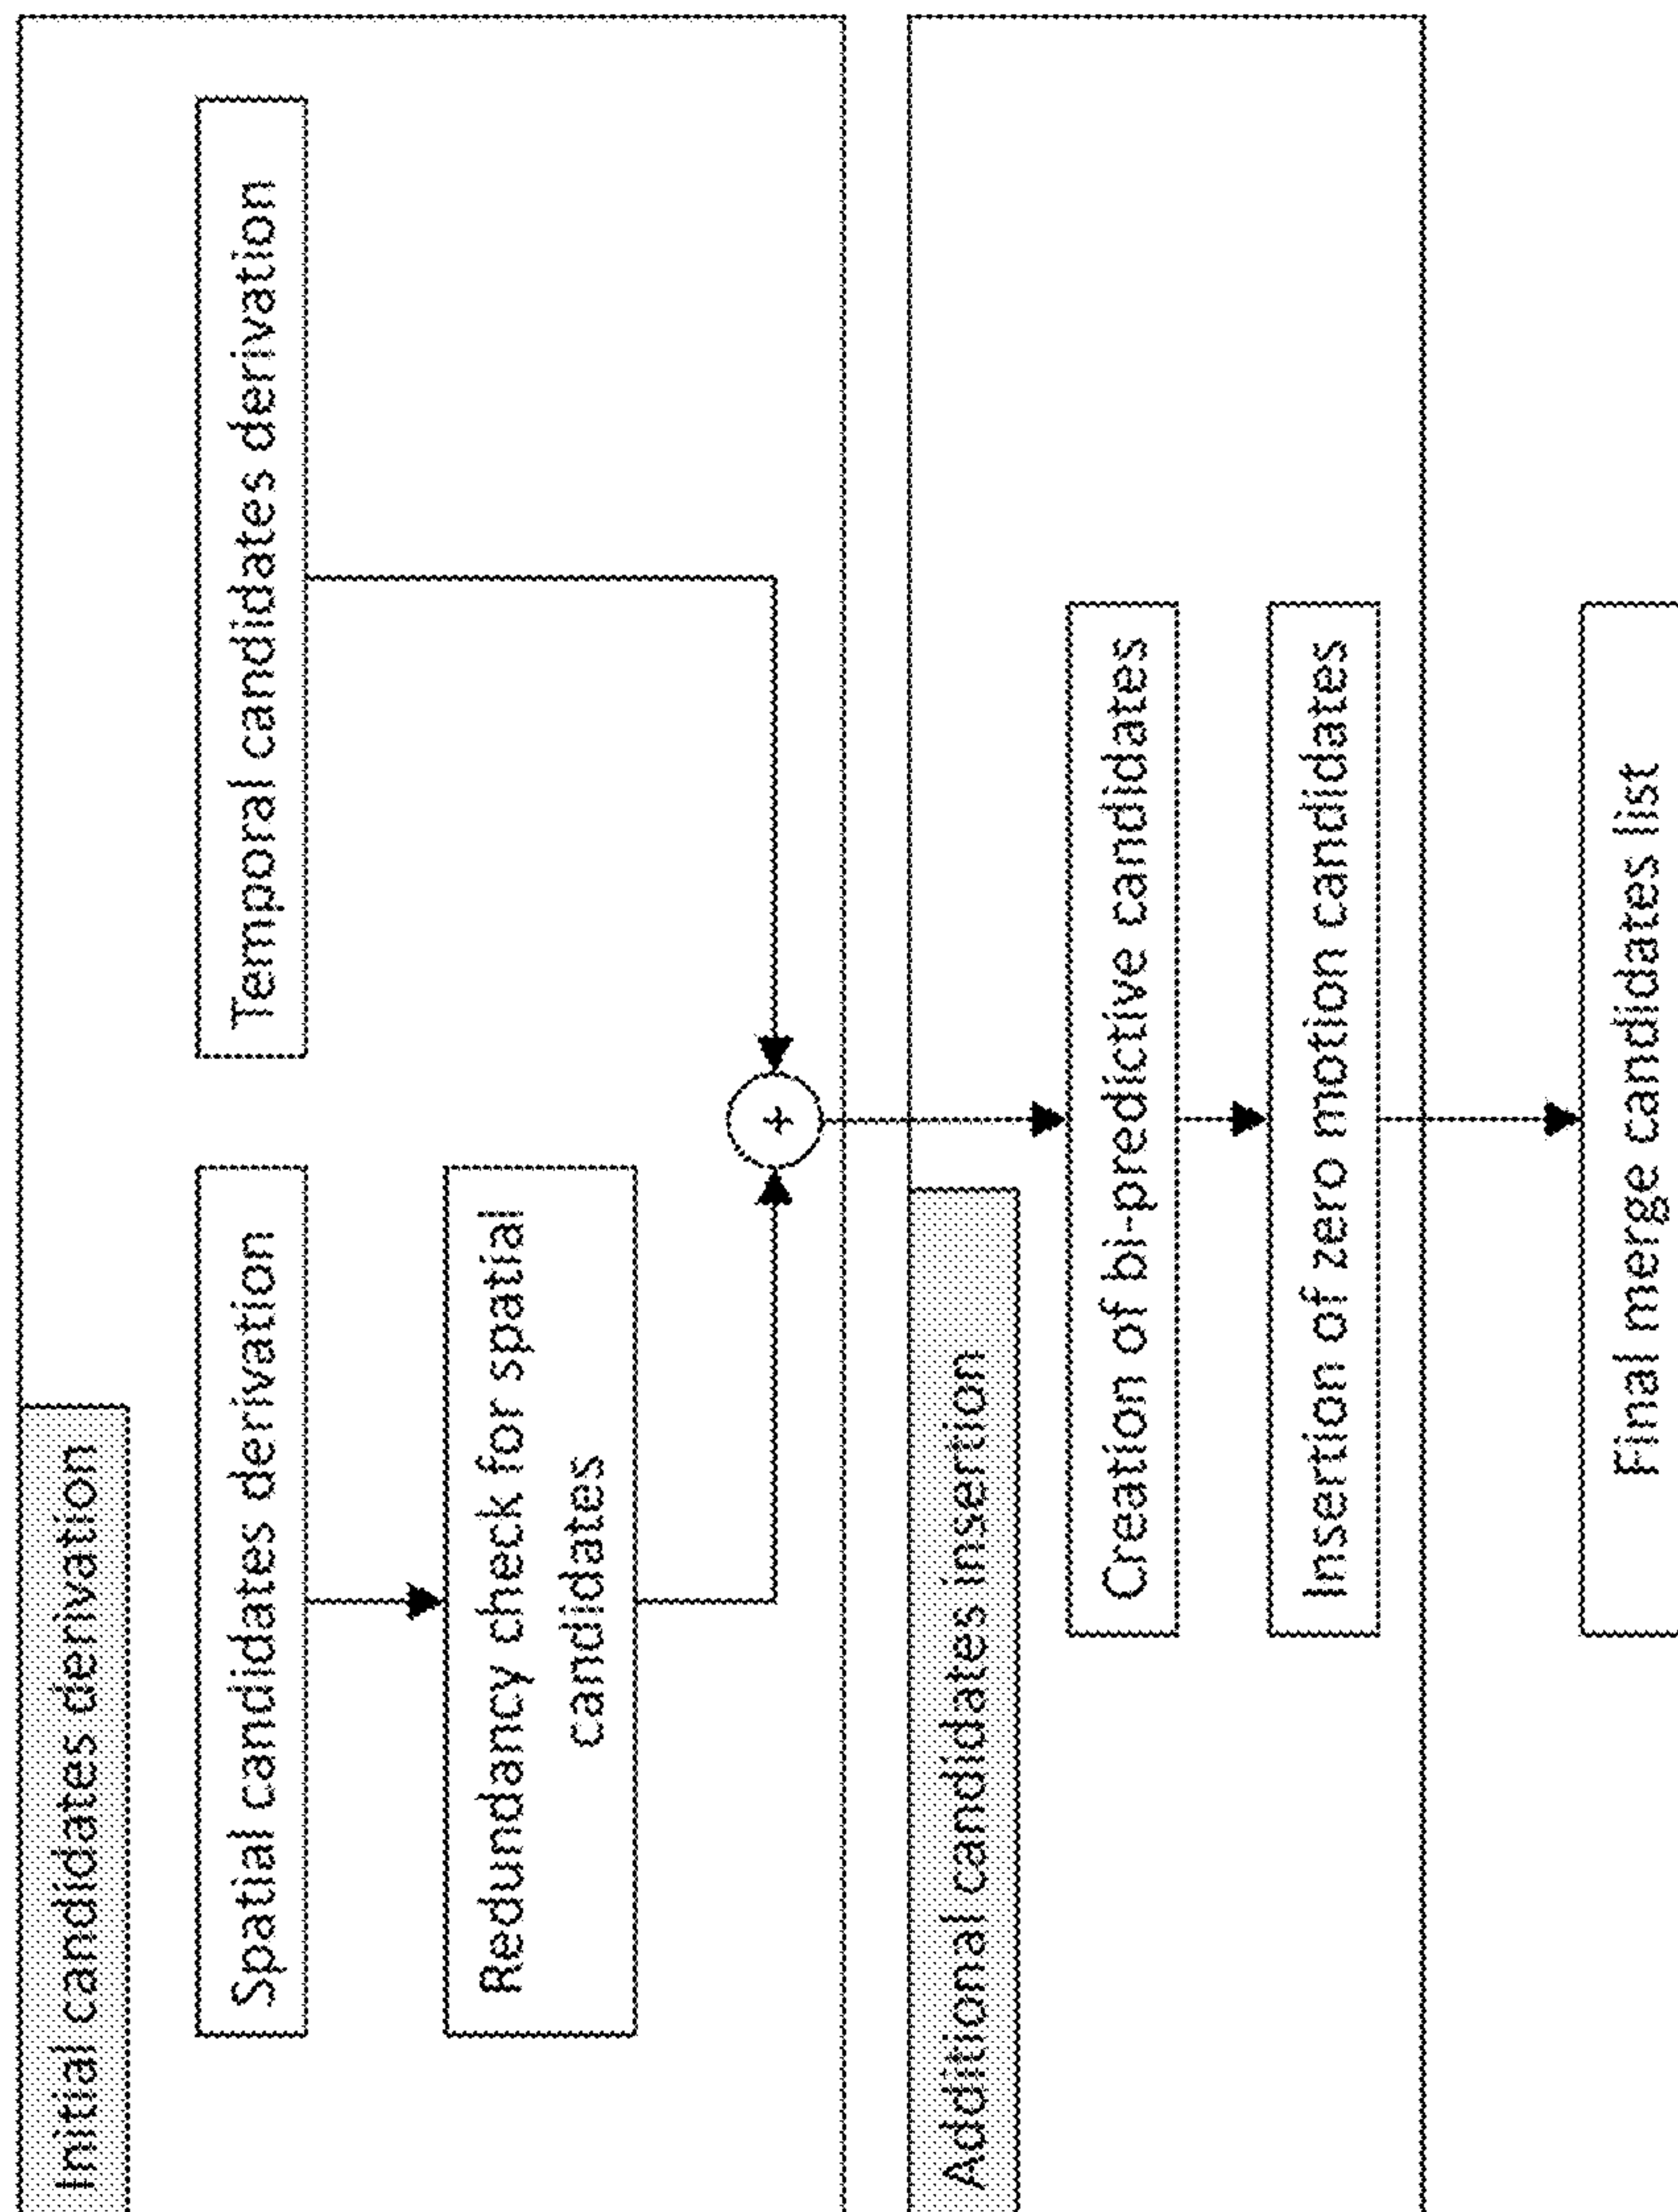 Initial candidates derivation
Spatial candidates derivation
Temporal candidates derivation
Redundancy check for spatial
candidates
+
Additional candidates insertion
Creation of bi-predictive candidates
Insertion of zero motion candidates
Final merge candidates list